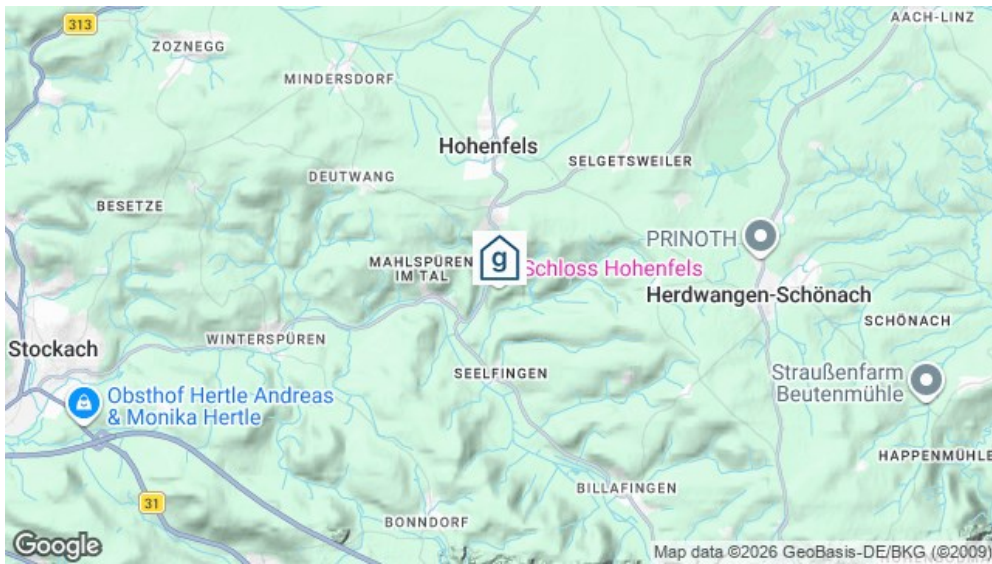 313
ZOZNEGG
AACH-LINZ
MINDERSDORF
Hohenfels
SELGETSWEILER
DEUTWANG
BESETZE
PRINOTH
g
MAHLSPÜREN
IM TAL
Schloss Hohenfels
Herdwangen-Schönach
SCHÖNACH
WINTERSPÜREN
Stockach
SEELFINGEN
Straußenfarm
Beutenmühle
Obsthof Hertle Andreas
& Monika Hertle
HAPPENMÜHLE
BILLAFINGEN
31
BONNDORF
Google
Map data ©2026 GeoBasis-DE/BKG (©2009)